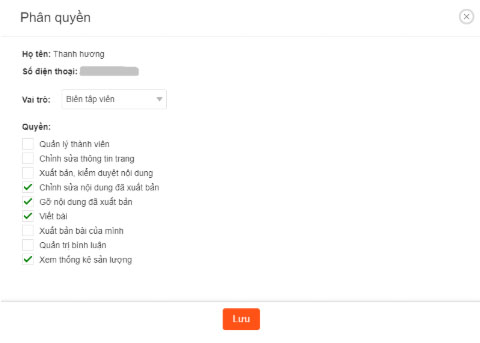 Phân quyền
Họ tên: Thanh hương
Số điện thoại:
Vai trò: Biên tập viên
Quyền:
Quản lý thành viên
Chỉnh sửa thông tin trang
Xuất bản, kiểm duyệt nội dung
Chỉnh sửa nội dung đã xuất bản
Gỡ nội dung đã xuất bản
Viết bài
Xuất bản bài của mình
Quản trị bình luận
Xem thống kê sản lượng
Lưu